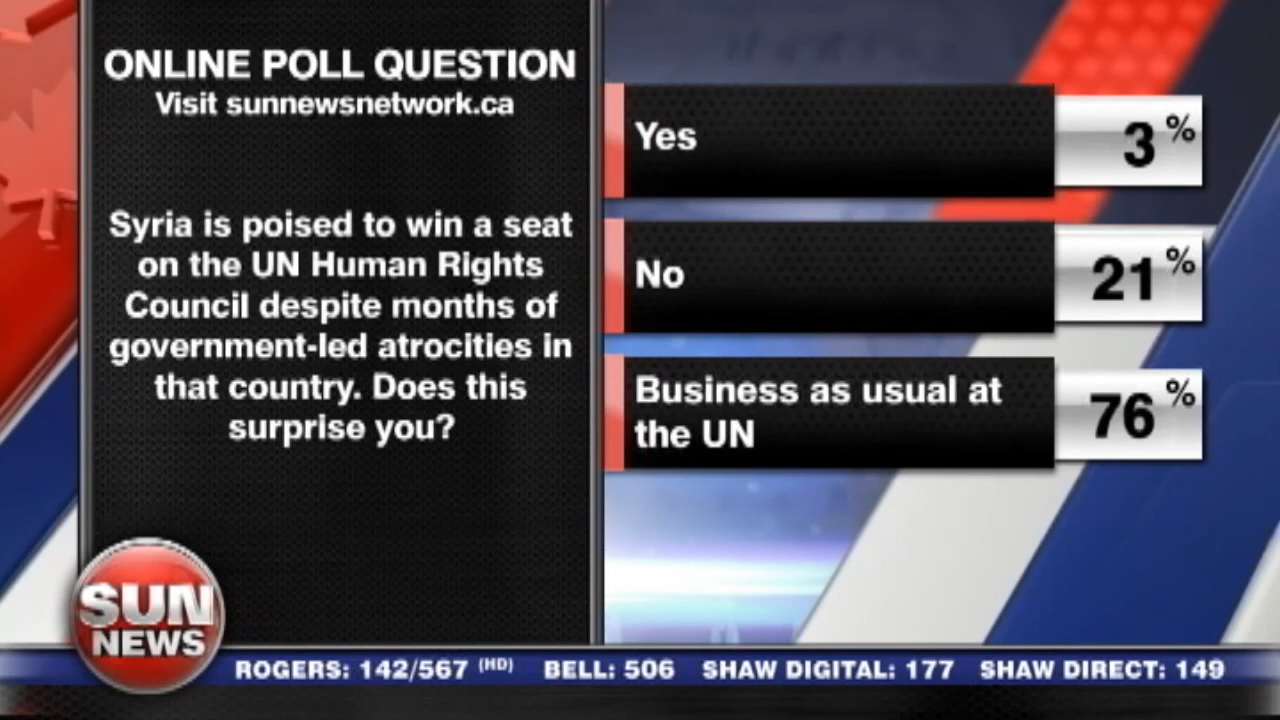 ONLINE POLL QUESTION
Visit sunnewsnetwork.ca
Syria is poised to win a seat
on the UN Human Rights
Council despite months of
government-led atrocities in
that country. Does this
surprise you?
Yes
3%
No
21%
Business as usual at
the UN
76%
SUN
NEWS
ROGERS: 142/567 (HD) BELL: 506 SHAW DIGITAL: 177 SHAW DIRECT: 149